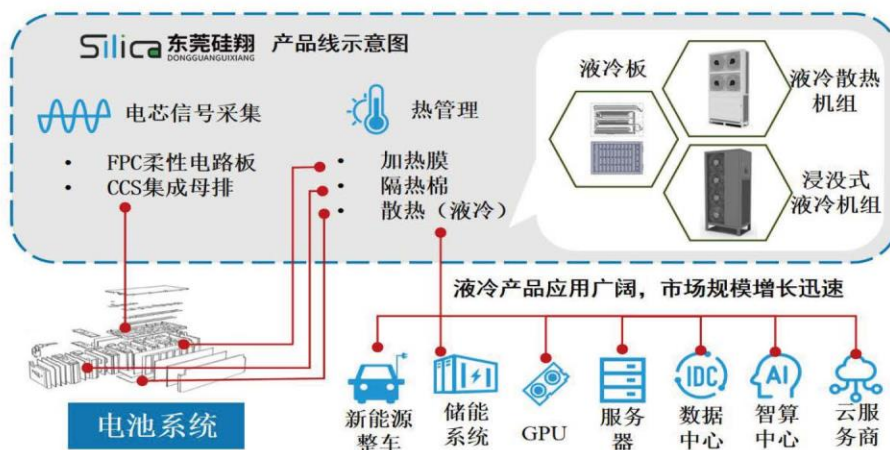 Silica 东莞硅翔 产品线示意图
DONGGUANGUIXIANG
电芯信号采集
• FPC柔性电路板
• CCS集成母排
热管理
• 加热膜
• 隔热棉
• 散热（液冷）
液冷板
液冷散热
机组
浸没式
液冷机组
液冷产品应用广阔，市场规模增长迅速
电池系统
新能源
整车
储能
系统
GPU
服务
器
IDC
数据
中心
AI
智算
中心
云服
务商